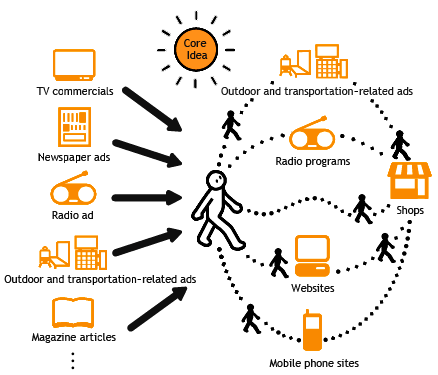 Core
Idea
TV commercials
Newspaper ads
Radio ad
Outdoor and transportation-related ads
Magazine articles
Outdoor and transportation-related ads
Radio programs
Shops
Websites
Mobile phone sites